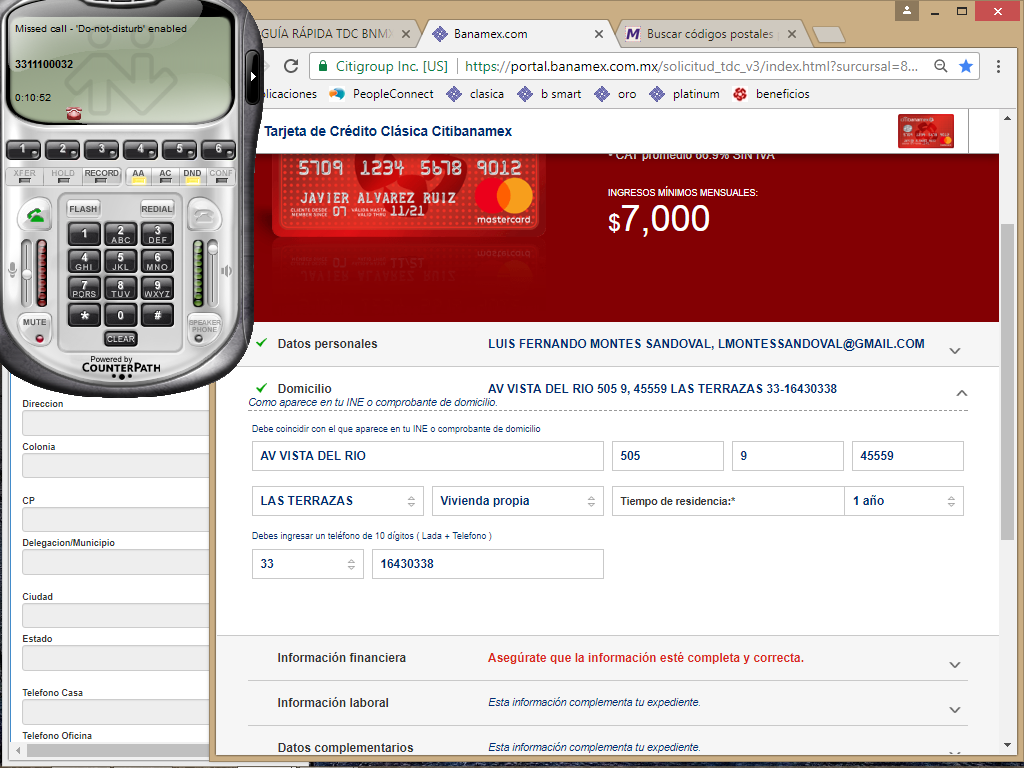 Missed call - 'Do-not-disturb' enabled
3311100032
0:10:52
1 2 3 4 5 6
XFER HOLD RECORD AA AC DND CONF
FLASH REDIAL
1 2 ABC 3 DEF
4 GHI 5 JKL 6 MNO
7 PQRS 8 TUV 9 WXYZ
* 0 #
MUTE
SPEAKER PHONE
CLEAR
Powered by
COUNTERPATH
GUÍA RÁPIDA TDC BNMX
Banamex.com
Buscar códigos postales
Citigroup Inc. [US]
https://portal.banamex.com.mx/solicitud_tdc_v3/index.html?surcursal=8...
plicaciones
PeopleConnect
clasica
b smart
oro
platinum
beneficios
Tarjeta de Crédito Clásica Citibanamex
5709 1234 5678 9012
CLIENTE DESDE MEMBER SINCE 07 VÁLIDA HASTA VALID THRU 11/21
JAVIER ALVAREZ RUIZ
mastercard
* CAT promedio 66.9% SIN IVA
INGRESOS MÍNIMOS MENSUALES:
$7,000
Datos personales
LUIS FERNANDO MONTES SANDOVAL, LMONTESSANDOVAL@GMAIL.COM
Domicilio
AV VISTA DEL RIO 505 9, 45559 LAS TERRAZAS 33-16430338
Como aparece en tu INE o comprobante de domicilio.
Debe coincidir con el que aparece en tu INE o comprobante de domicilio
AV VISTA DEL RIO
505
9
45559
LAS TERRAZAS
Vivienda propia
Tiempo de residencia:*
1 año
Debes ingresar un teléfono de 10 dígitos ( Lada + Telefono )
33
16430338
Información financiera
Asegúrate que la información esté completa y correcta.
Información laboral
Esta información complementa tu expediente.
Datos complementarios
Esta información complementa tu expediente.
Direccion
Colonia
CP
Delegacion/Municipio
Ciudad
Estado
Telefono Casa
Telefono Oficina